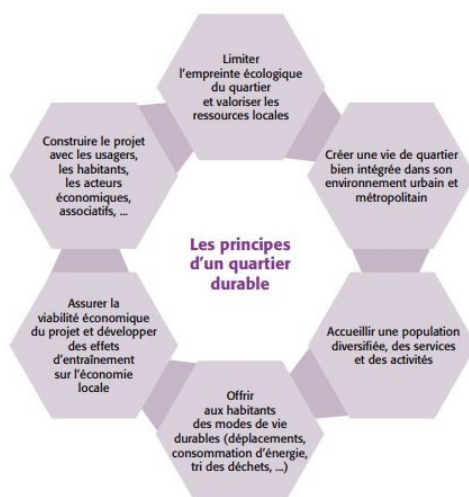 Limiter
l'empreinte écologique
du quartier
et valoriser les
ressources locales
Construire le projet
avec les usagers,
les habitants,
les acteurs
économiques,
associatifs, ...
Créer une vie de quartier
bien intégrée dans son
environnement urbain et
métropolitain
Les principes
d'un quartier
durable
Assurer la
viabilité économique
du projet et développer
des effets
d'entraînement
sur l'économie
locale
Accueillir une population
diversifiée, des services
et des activités
Offrir
aux habitants
des modes de vie
durables (déplacements,
consommation d'énergie,
tri des déchets, ...)